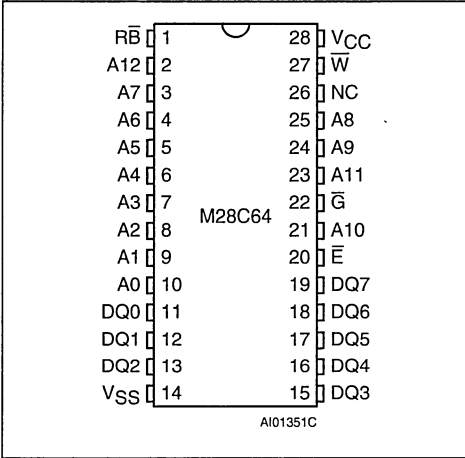 RB̅ 1 28 VCC
A12 2 27 W̅
A7 3 26 NC
A6 4 25 A8
A5 5 24 A9
A4 6 23 A11
A3 7 22 G̅
M28C64
A2 8 21 A10
A1 9 20 E̅
A0 10 19 DQ7
DQ0 11 18 DQ6
DQ1 12 17 DQ5
DQ2 13 16 DQ4
VSS 14 15 DQ3
AI01351C